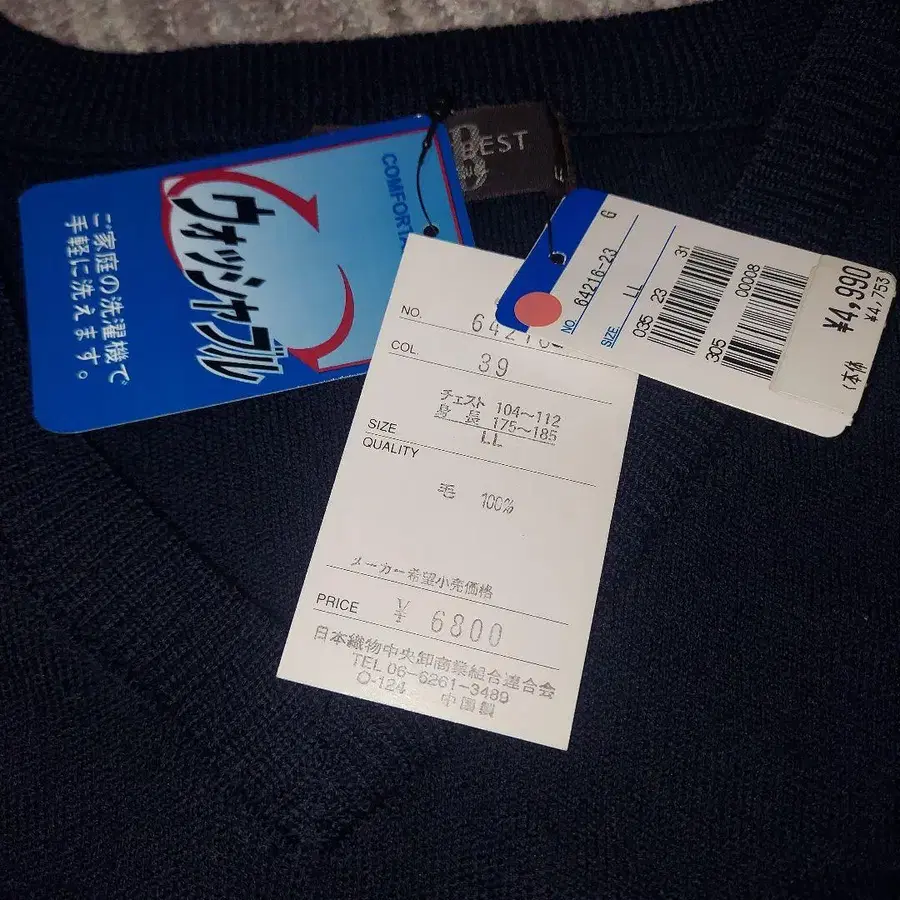 BEST
COMFORTA
ウォッシャブル
ご家庭の洗濯機で
手軽に洗えます。
NO.
COL. 39
チェスト 104~112
身長 175~185
SIZE LL
QUALITY
毛 100%
メーカー希望小売価格
PRICE ¥ 6800
日本織物中央卸商業組合連合会
TEL 06-6261-3489
O-124 中国製
G
NO 64216-23
SIZE LL
035 23 31
305 00008
¥4,990
(本体 ¥4,753